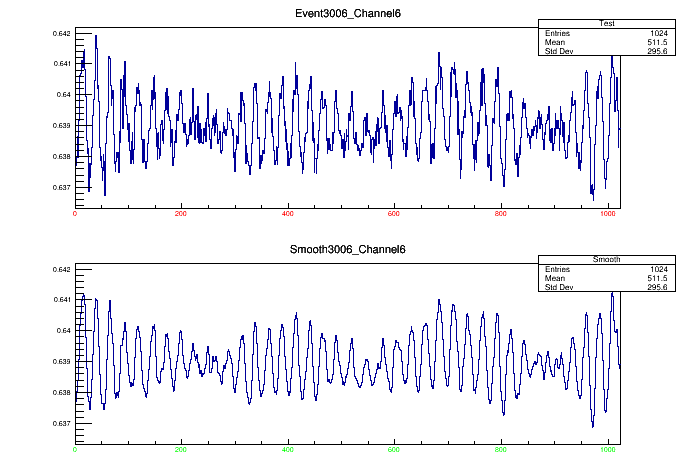 Event3006_Channel6
Test
Entries 1024
Mean 511.5
Std Dev 295.6
0.642
0.641
0.64
0.639
0.638
0.637
0 200 400 600 800 1000
Smooth3006_Channel6
Smooth
Entries 1024
Mean 511.5
Std Dev 295.6
0.642
0.641
0.64
0.639
0.638
0.637
0 200 400 600 800 1000